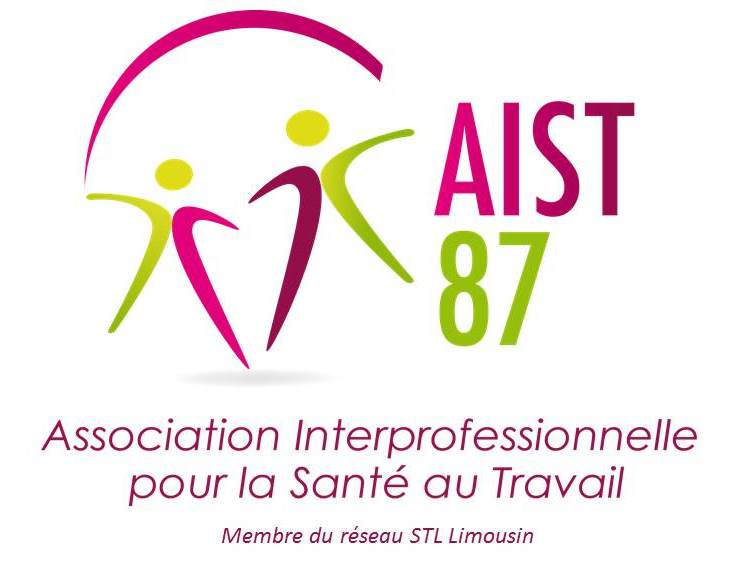 AIST
87
Association Interprofessionnelle
pour la Santé au Travail
Membre du réseau STL Limousin